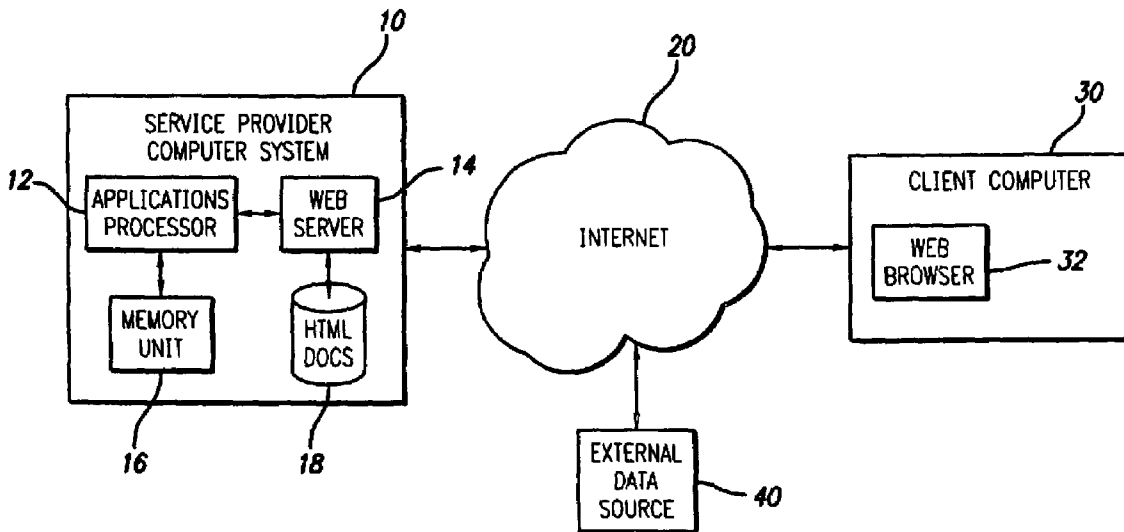 10
SERVICE PROVIDER
COMPUTER SYSTEM
12
APPLICATIONS
PROCESSOR
14
WEB
SERVER
MEMORY
UNIT
16
HTML
DOCS
18
20
INTERNET
30
CLIENT COMPUTER
WEB
BROWSER
32
EXTERNAL
DATA
SOURCE
40